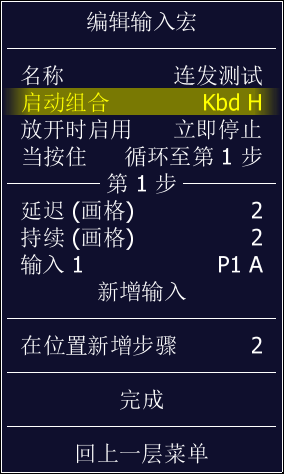 编辑输入宏
名称 连发测试
启动组合 Kbd H
放开时启用 立即停止
当按住 循环至第 1 步
第 1 步
延迟 (画格) 2
持续 (画格) 2
输入 1 P1 A
新增输入
在位置新增步骤 2
完成
回上一层菜单